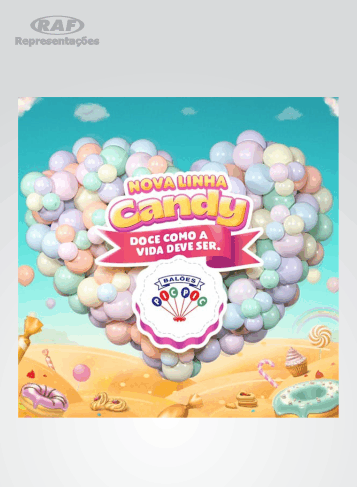 RAF
Representações
NOVA LINHA
Candy
DOCE COMO A
VIDA DEVE SER.
BALÕES
PIC PIC